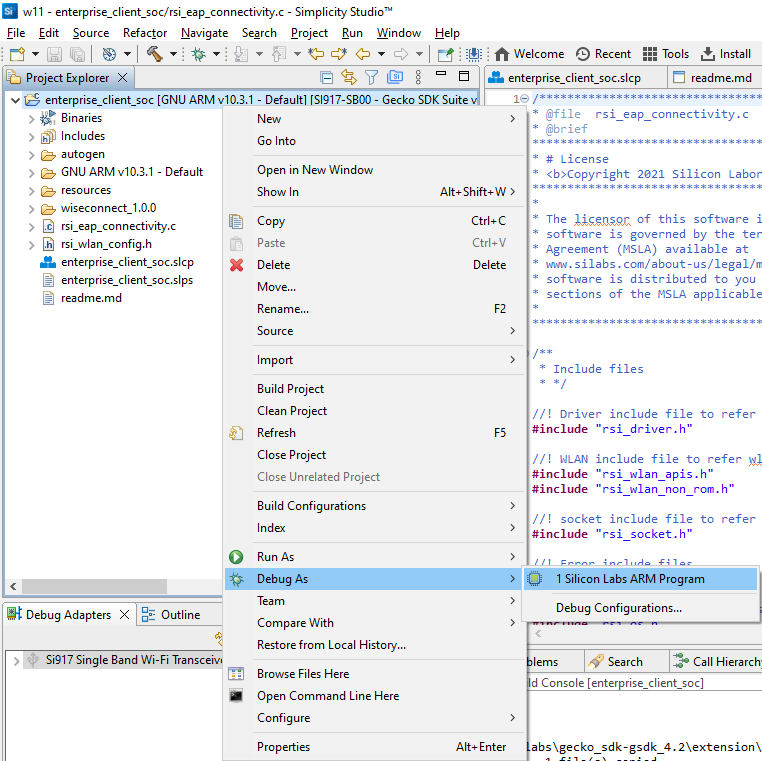 w11 - enterprise_client_soc/rsi_eap_connectivity.c - Simplicity Studio™
File Edit Source Refactor Navigate Search Project Explorer Run Window Help
Welcome Recent Tools Install
Project Explorer
enterprise_client_soc [GNU ARM v10.3.1 - Default] [SI917-SB00 - Gecko SDK Suite v
Binaries
Includes
autogen
GNU ARM v10.3.1 - Default
resources
wiseconnect_1.0.0
rsi_eap_connectivity.c
rsi_wlan_config.h
enterprise_client_soc.slcp
enterprise_client_soc.slps
readme.md
New
Go Into
Open in New Window
Show In Alt+Shift+W
Copy Ctrl+C
Paste Ctrl+V
Delete Delete
Move...
Rename... F2
Source
Import
Build Project
Clean Project
Refresh F5
Close Project
Close Unrelated Project
Build Configurations
Index
Run As
Debug As
Team
Compare With
Restore from Local History...
Browse Files Here
Open Command Line Here
Configure
Properties Alt+Enter
1 Silicon Labs ARM Program
Debug Configurations...
enterprise_client_soc.slcp readme.md
1 /********************************
* @file rsi_eap_connectivity.c
* @brief
*********************************
* # License
* <b>Copyright 2021 Silicon Labor
*********************************
*
* The licensor of this software i
* software is governed by the ter
* Agreement (MSLA) available at
* www.silabs.com/about-us/legal/m
* software is distributed to you
* sections of the MSLA applicable
*
*********************************
/**
* Include files
* */
//! Driver include file to refer
#include "rsi_driver.h"
//! WLAN include file to refer wl
#include "rsi_wlan_apis.h"
#include "rsi_wlan_non_rom.h"
//! socket include file to refer
#include "rsi_socket.h"
//! Error include files
Debug Adapters Outline
Si917 Single Band Wi-Fi Transceive
blems Search Call Hierarchy
ld Console [enterprise_client_soc]
labs\gecko_sdk-gsdk_4.2\extension\
1 file(s) copied